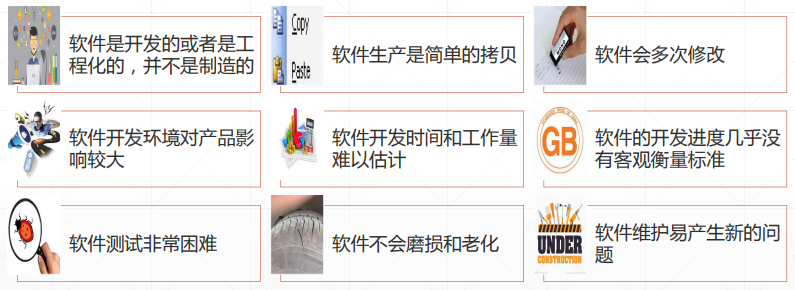 软件是开发的或者是工
程化的，并不是制造的
Copy
Paste
软件生产是简单的拷贝
软件会多次修改
软件开发环境对产品影
响较大
软件开发时间和工作量
难以估计
GB
软件的开发进度几乎没
有客观衡量标准
软件测试非常困难
软件不会磨损和老化
UNDER
CONSTRUCTION
软件维护易产生新的问
题